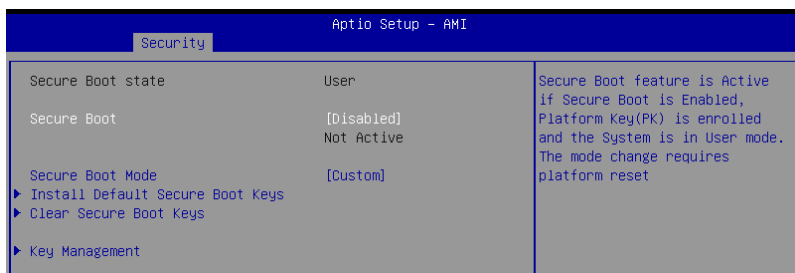 Aptio Setup – AMI
Security
Secure Boot state User
Secure Boot [Disabled]
Not Active
Secure Boot Mode [Custom]
Install Default Secure Boot Keys
Clear Secure Boot Keys
Key Management
Secure Boot feature is Active
if Secure Boot is Enabled,
Platform Key(PK) is enrolled
and the System is in User mode.
The mode change requires
platform reset